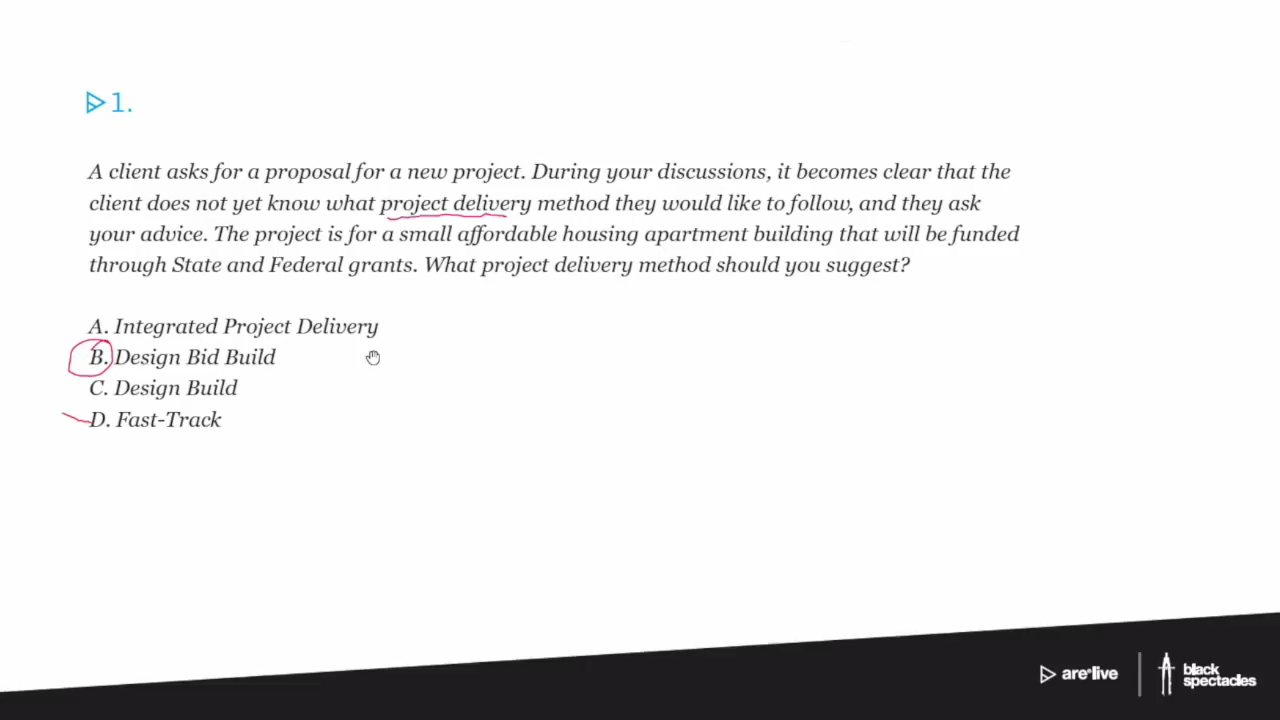 1.
A client asks for a proposal for a new project. During your discussions, it becomes clear that the
client does not yet know what project delivery method they would like to follow, and they ask
your advice. The project is for a small affordable housing apartment building that will be funded
through State and Federal grants. What project delivery method should you suggest?
A. Integrated Project Delivery
B. Design Bid Build
C. Design Build
D. Fast-Track
are®live
black
spectacles